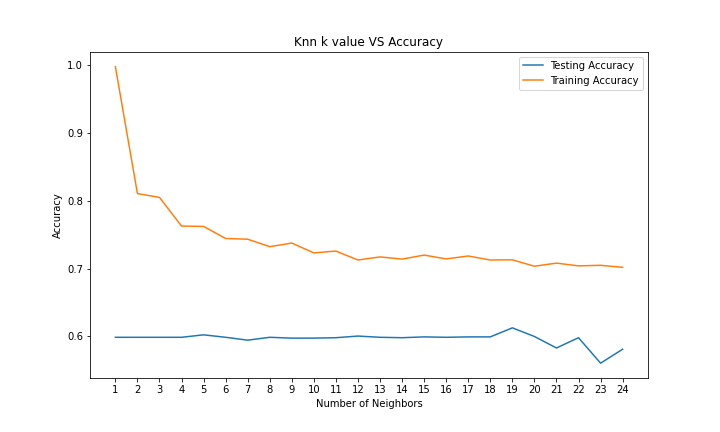 Knn k value VS Accuracy
Testing Accuracy
Training Accuracy
Accuracy
1.0
0.9
0.8
0.7
0.6
1 2 3 4 5 6 7 8 9 10 11 12 13 14 15 16 17 18 19 20 21 22 23 24
Number of Neighbors